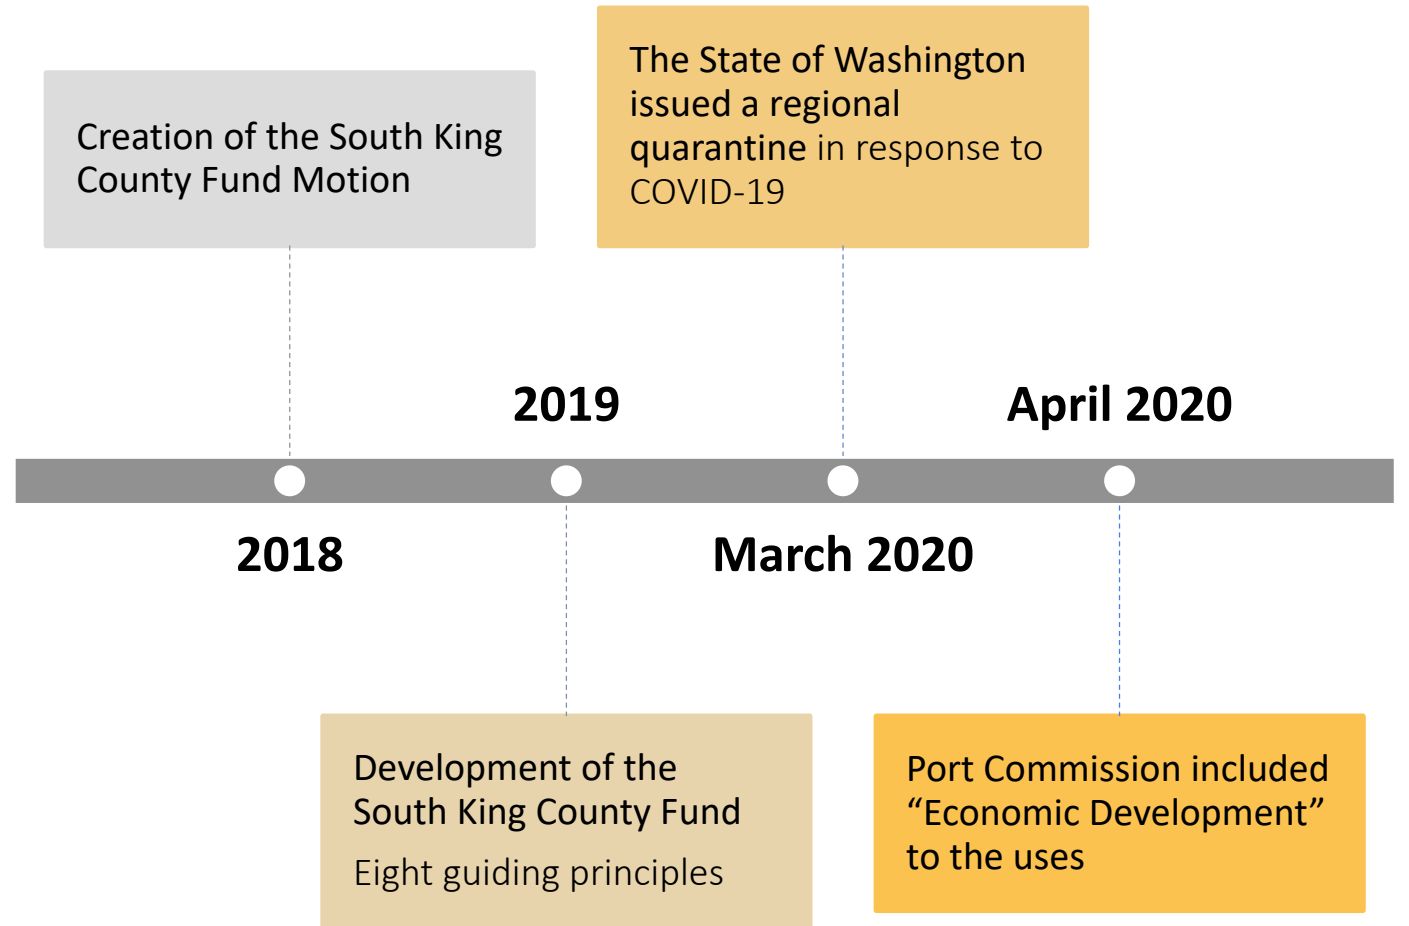 Creation of the South King
County Fund Motion
The State of Washington
issued a regional
quarantine in response to
COVID-19
2019
April 2020
2018
March 2020
Development of the
South King County Fund
Eight guiding principles
Port Commission included
“Economic Development”
to the uses